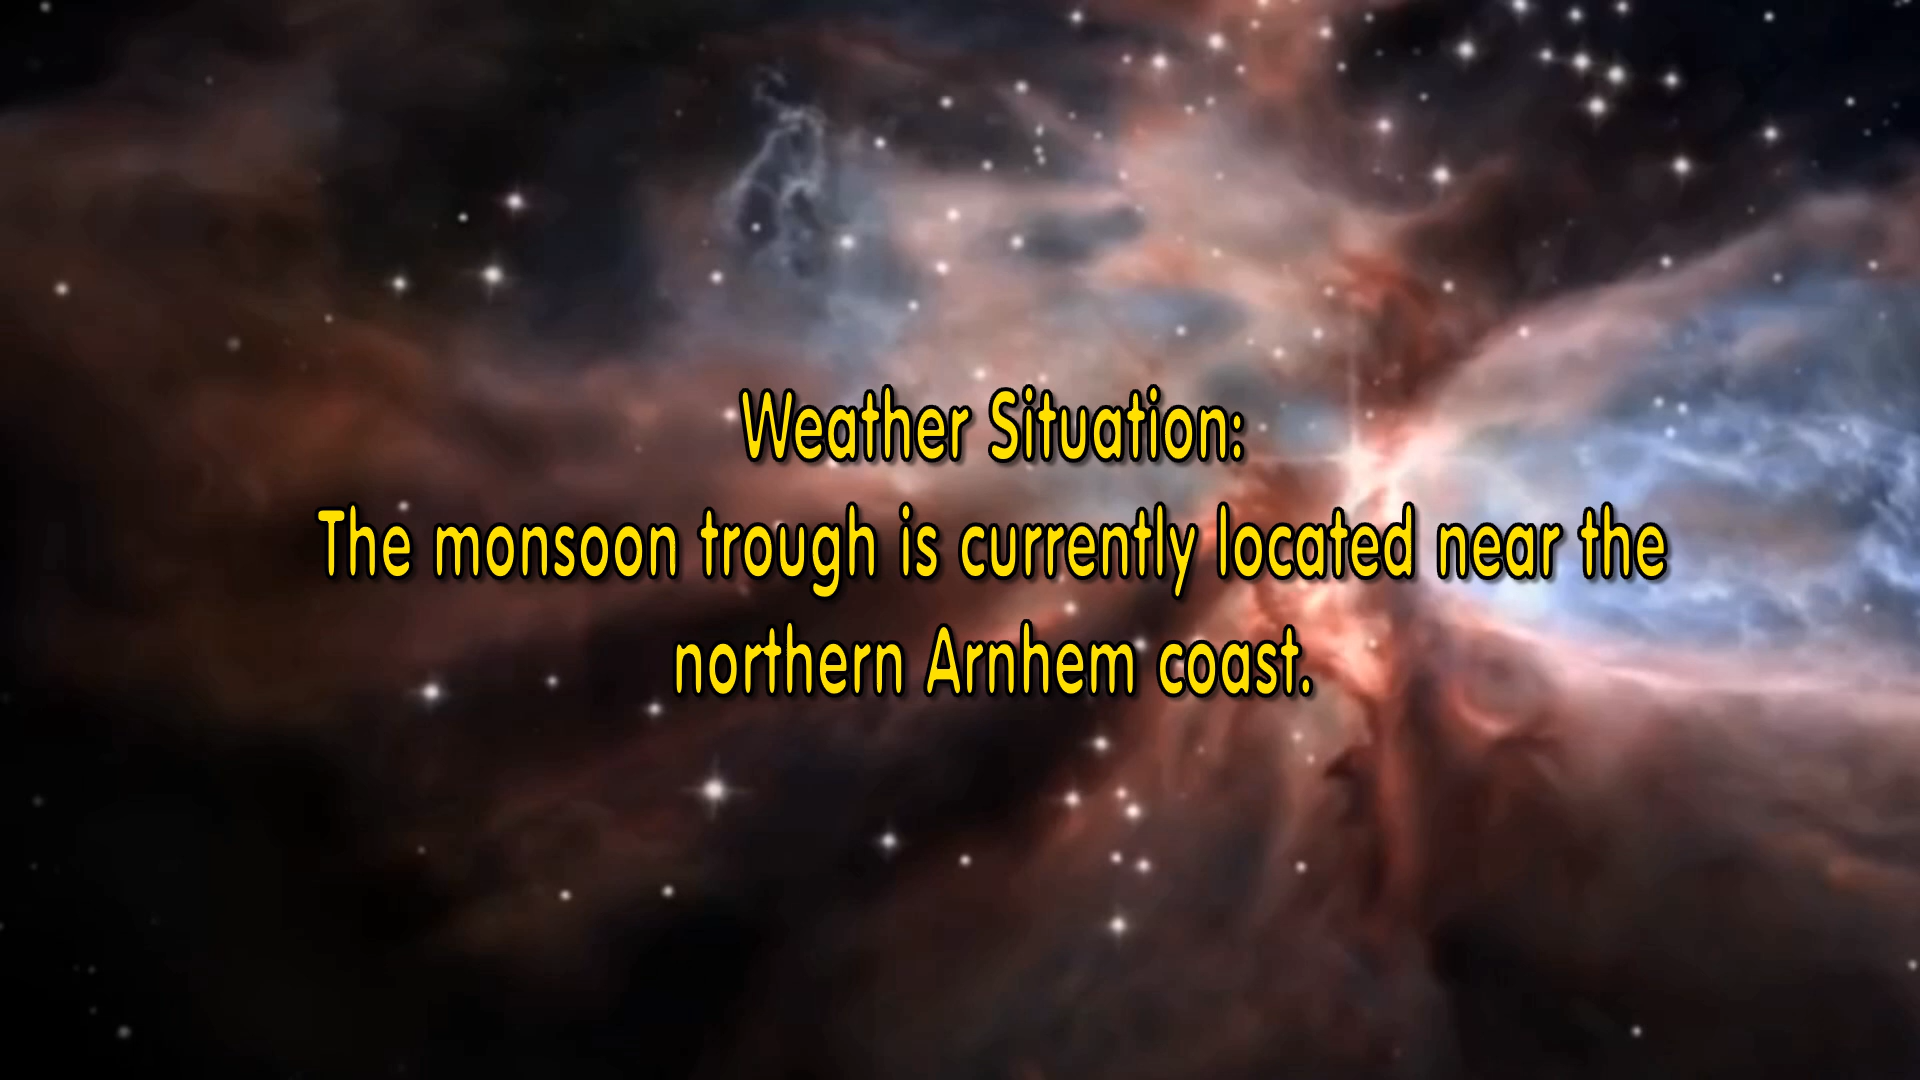 Weather Situation:
The monsoon trough is currently located near the
northern Arnhem coast.